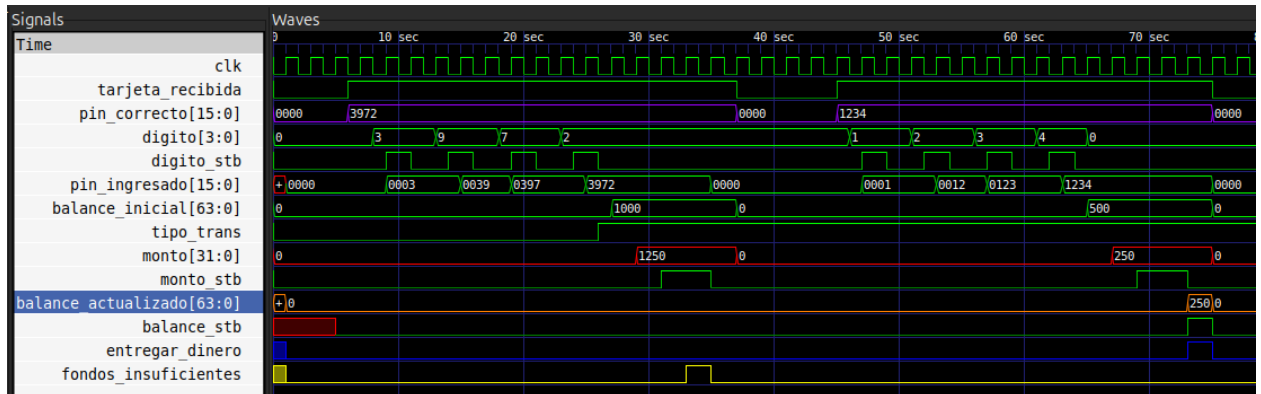 Signals Waves
Time 0 10 sec 20 sec 30 sec 40 sec 50 sec 60 sec 70 sec
clk
tarjeta_recibida
pin_correcto[15:0] 0000 3972 0000 1234 0000
digito[3:0] 0 3 9 7 2 1 2 3 4 0
digito_stb
pin_ingresado[15:0] + 0000 0003 0039 0397 3972 0000 0001 0012 0123 1234 0000
balance_inicial[63:0] 0 1000 0 500 0
tipo_trans
monto[31:0] 0 1250 0 250 0
monto_stb
balance_actualizado[63:0] + 0 250 0
balance_stb
entregar_dinero
fondos_insuficientes